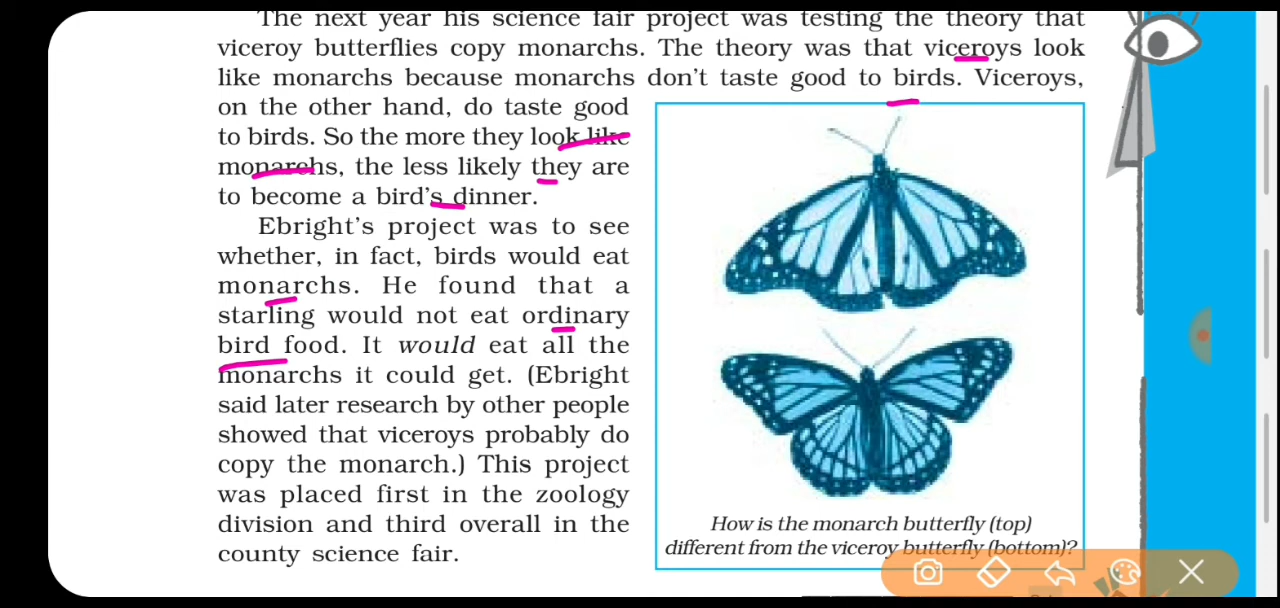 The next year his science fair project was testing the theory that
viceroy butterflies copy monarchs. The theory was that viceroys look
like monarchs because monarchs don't taste good to birds. Viceroys,
on the other hand, do taste good
to birds. So the more they look like
monarchs, the less likely they are
to become a bird's dinner.
Ebright's project was to see
whether, in fact, birds would eat
monarchs. He found that a
starling would not eat ordinary
bird food. It would eat all the
monarchs it could get. (Ebright
said later research by other people
showed that viceroys probably do
copy the monarch.) This project
was placed first in the zoology
division and third overall in the
county science fair.
How is the monarch butterfly (top)
different from the viceroy butterfly (bottom)?